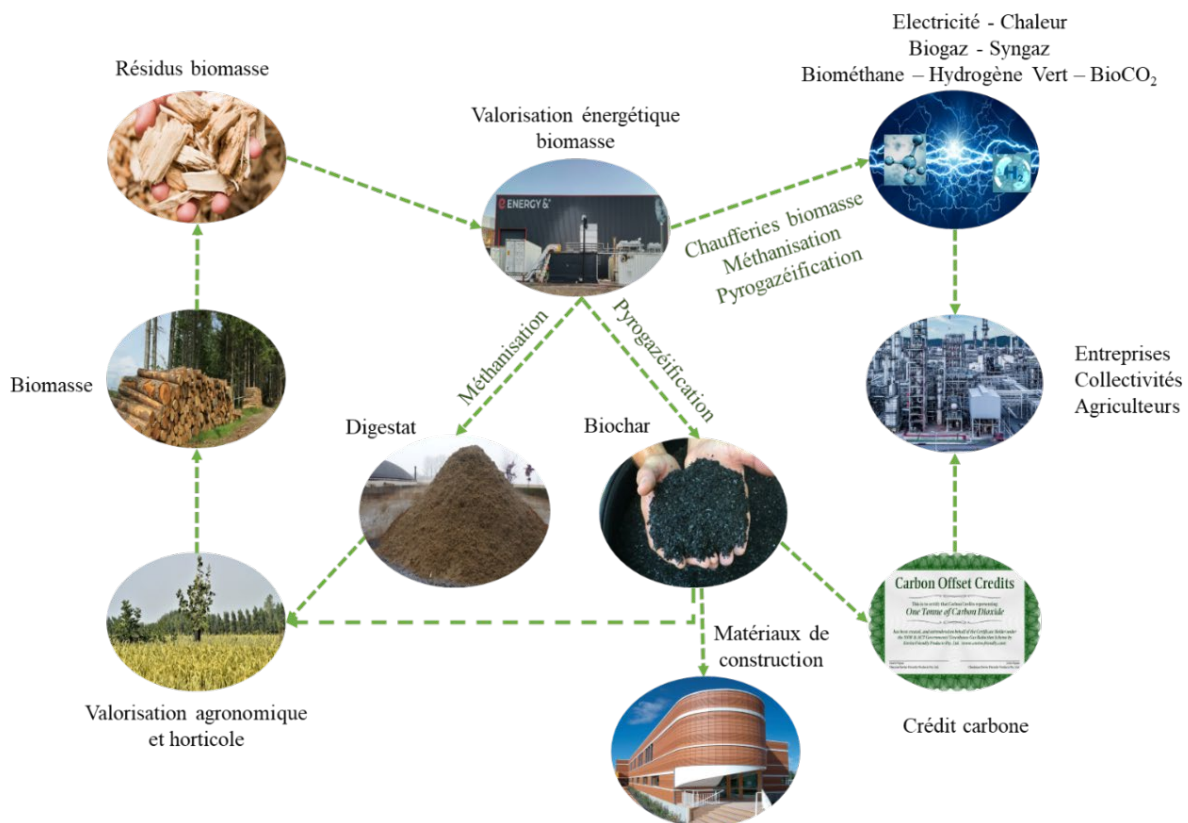 Electricité - Chaleur
Biogaz - Syngaz
Biométhane – Hydrogène Vert – BioCO₂
Résidus biomasse
Valorisation énergétique
biomasse
ENERGY &+
H₂
Chaufferies biomasse
Méthanisation
Pyrogazéification
Méthanisation
Pyrogazéification
Biomasse
Entreprises
Collectivités
Agriculteurs
Digestat
Biochar
Carbon Offset Credits
One Tonne of Carbon Dioxide
Matériaux de
construction
Valorisation agronomique
et horticole
Crédit carbone